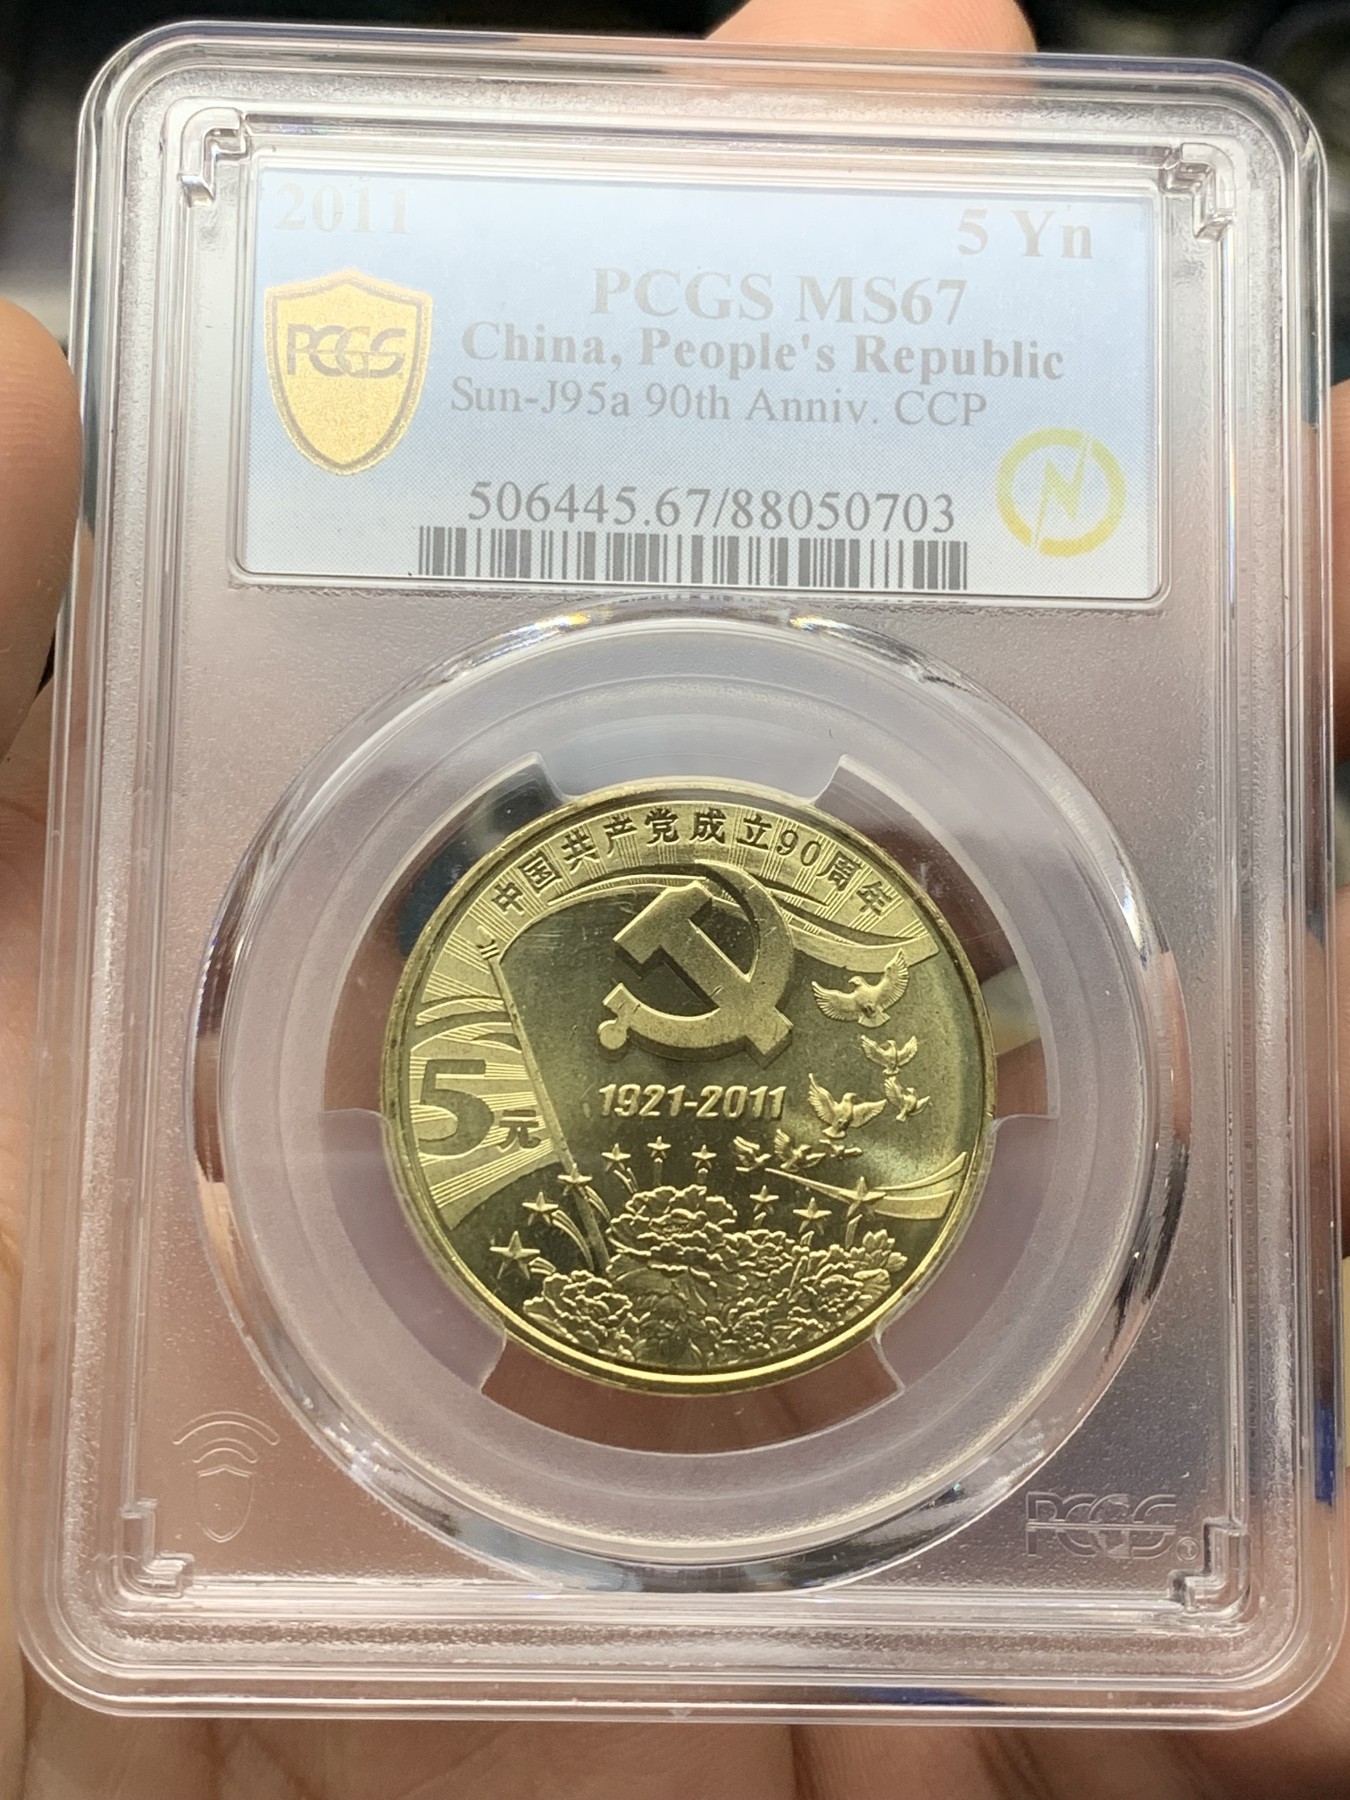 2011
5 Yn
PCGS MS67
PCGS
China, People's Republic
Sun-J95a 90th Anniv. CCP
N
506445.67/88050703
中国共产党成立90周年
5元
1921-2011
PCGS